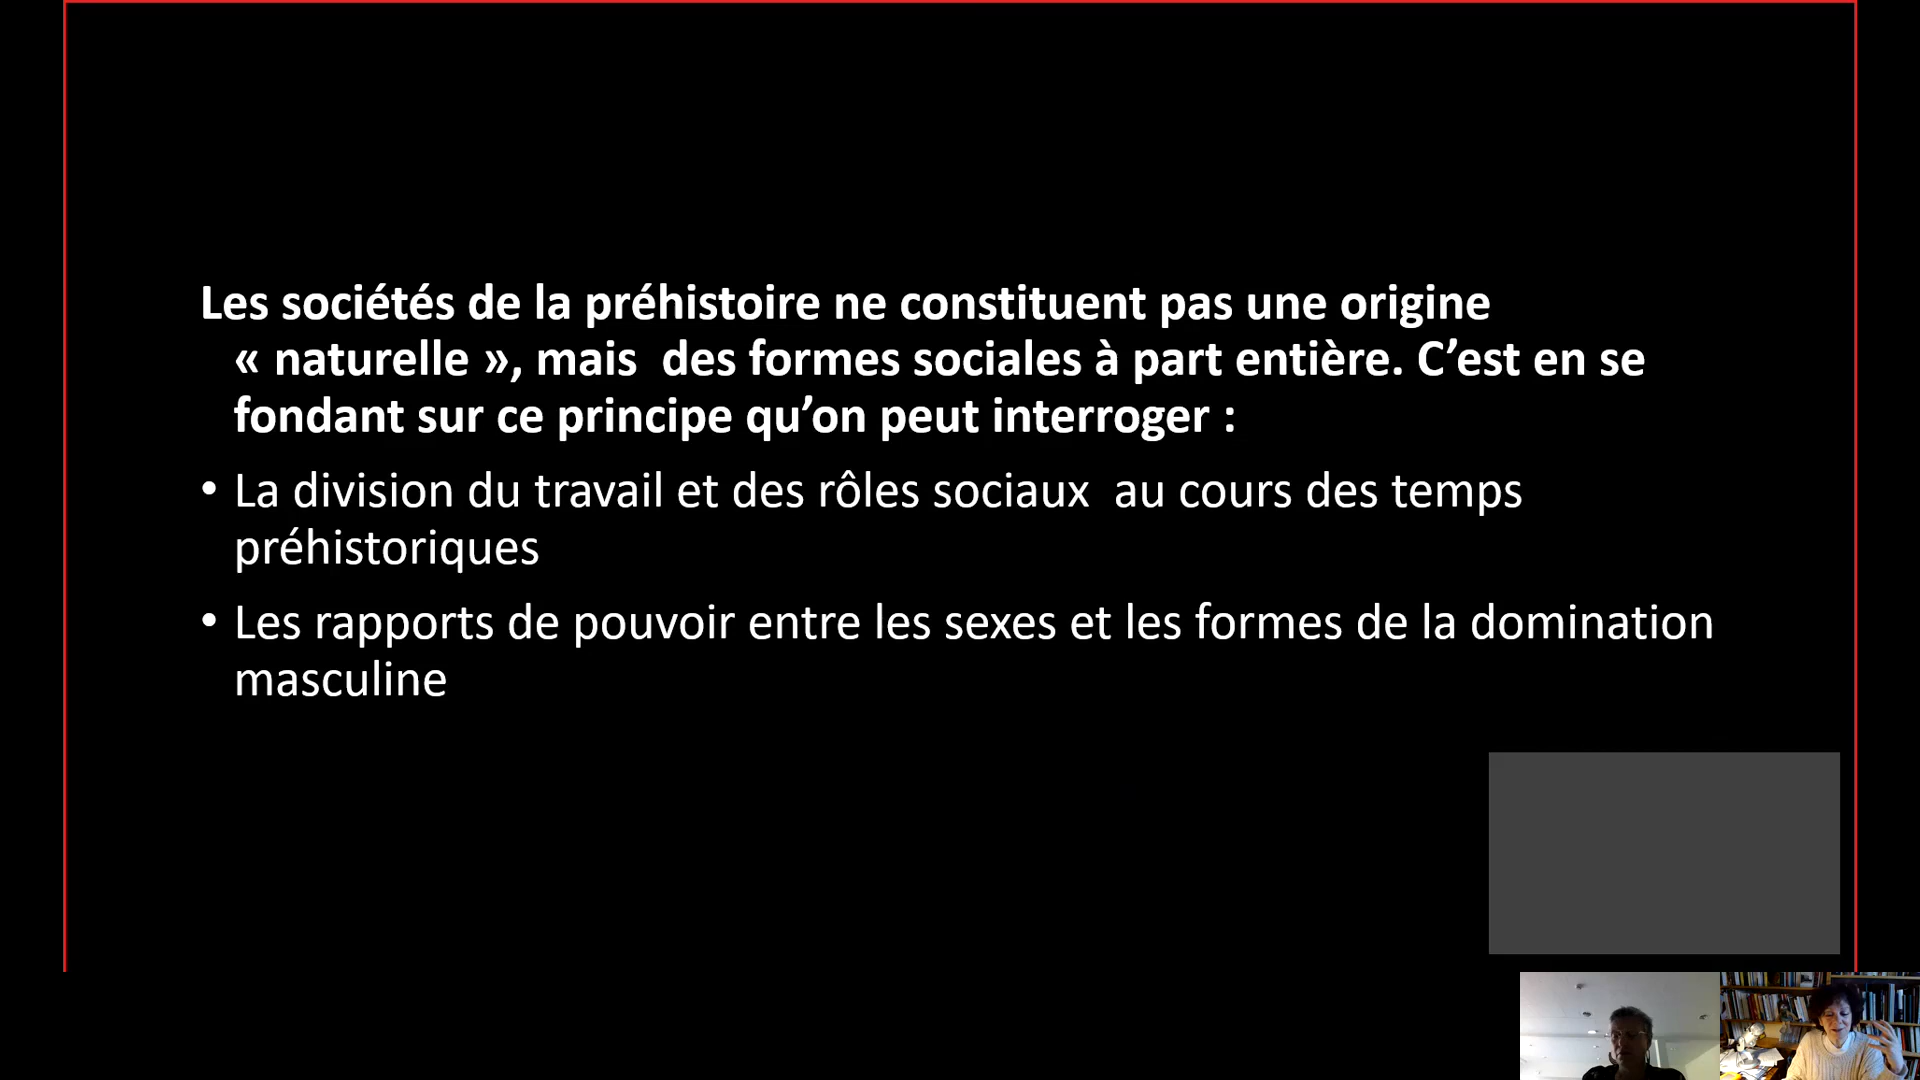 Les sociétés de la préhistoire ne constituent pas une origine
« naturelle », mais  des formes sociales à part entière. C’est en se
fondant sur ce principe qu’on peut interroger :
• La division du travail et des rôles sociaux  au cours des temps
préhistoriques
• Les rapports de pouvoir entre les sexes et les formes de la domination
masculine